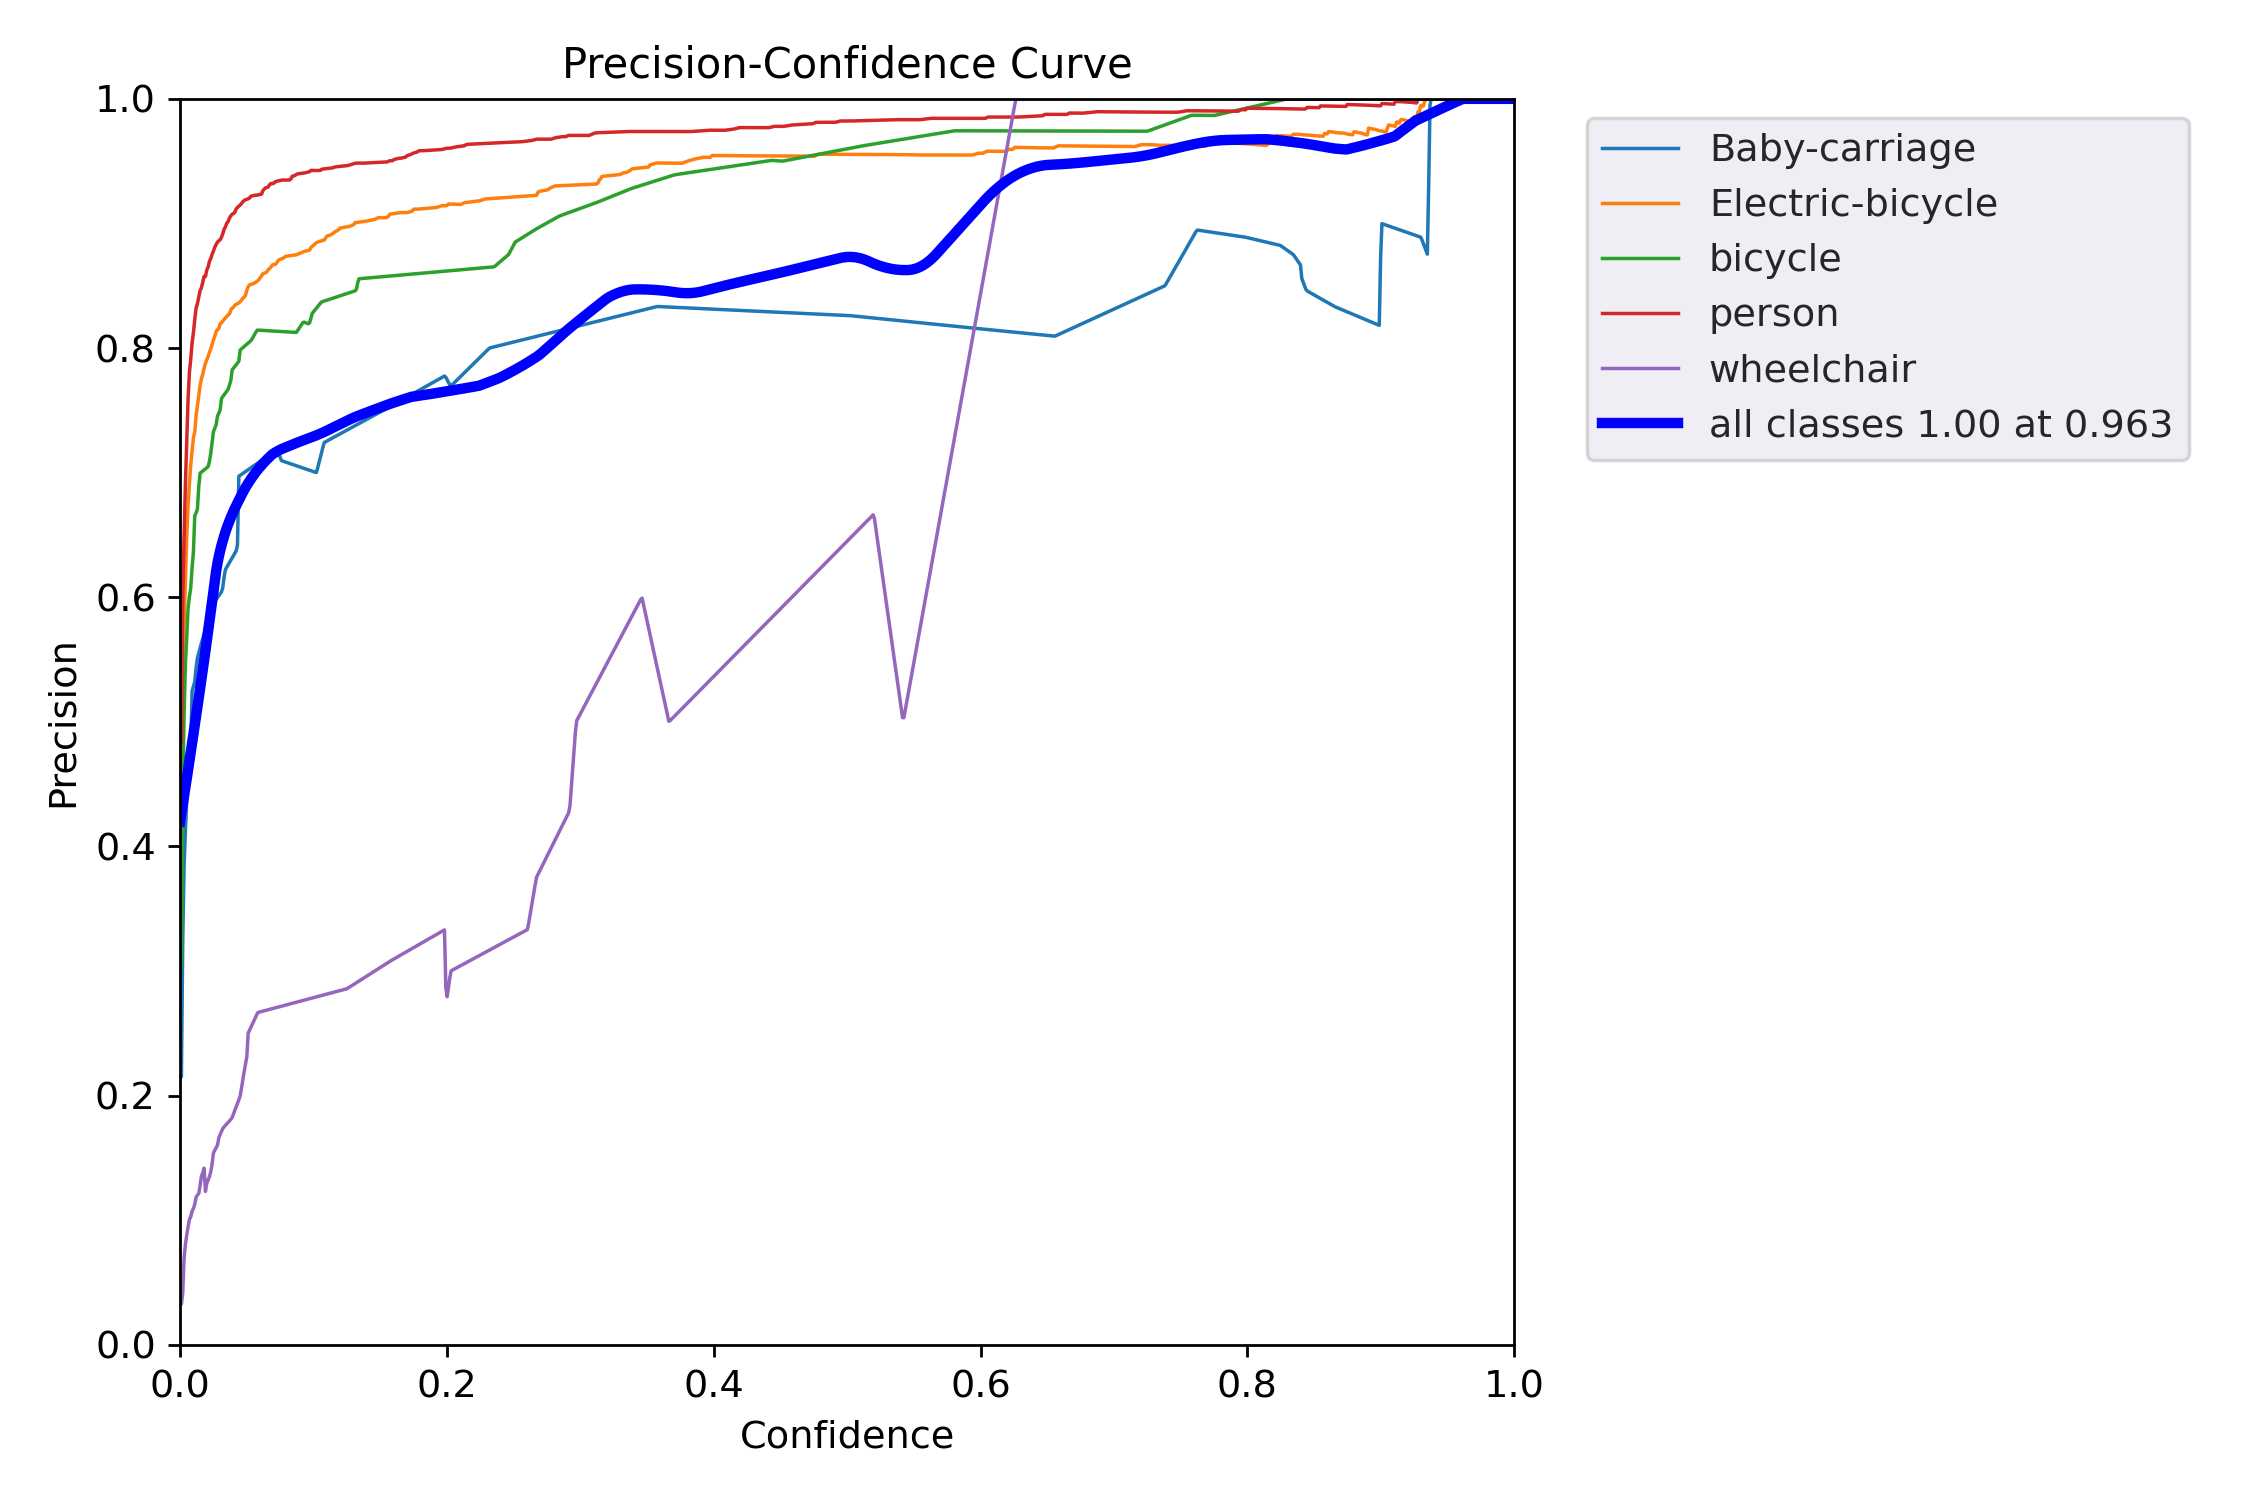 Precision-Confidence Curve
1.0
0.8
0.6
0.4
0.2
0.0
Precision
0.0 0.2 0.4 0.6 0.8 1.0
Confidence
Baby-carriage
Electric-bicycle
bicycle
person
wheelchair
all classes 1.00 at 0.963